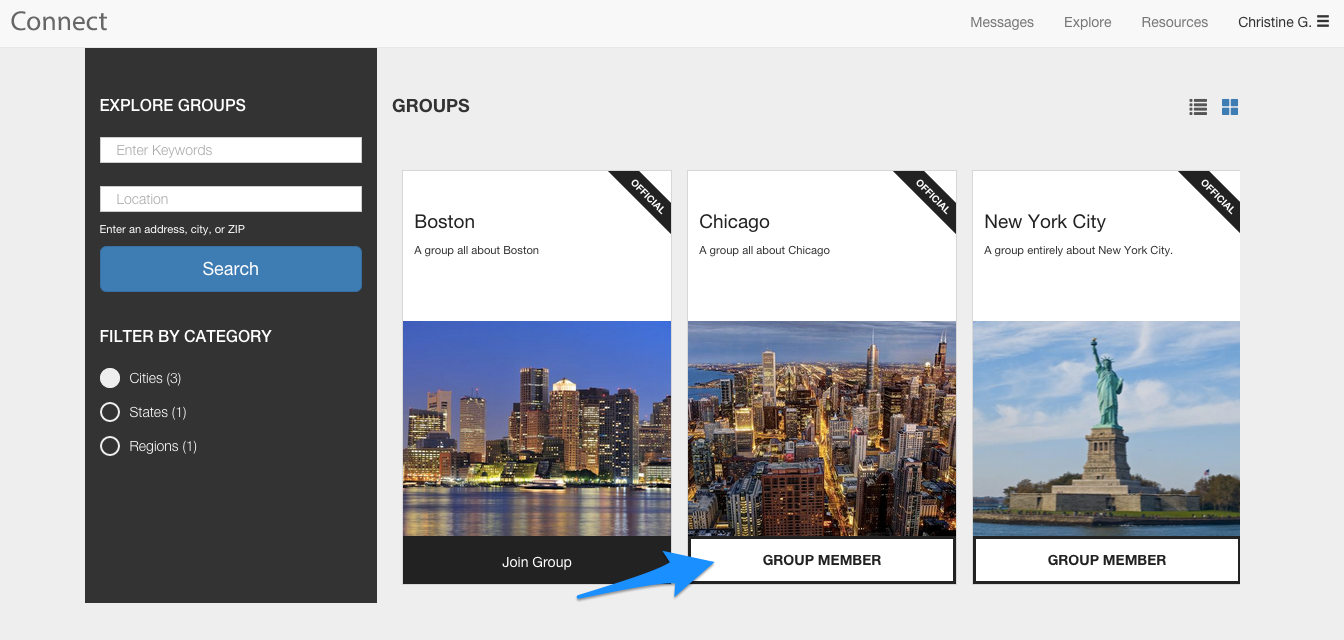 Connect
Messages
Explore
Resources
Christine G.
EXPLORE GROUPS
Enter Keywords
Location
Enter an address, city, or ZIP
Search
FILTER BY CATEGORY
Cities (3)
States (1)
Regions (1)
GROUPS
OFFICIAL
Boston
A group all about Boston
Join Group
OFFICIAL
Chicago
A group all about Chicago
GROUP MEMBER
OFFICIAL
New York City
A group entirely about New York City.
GROUP MEMBER